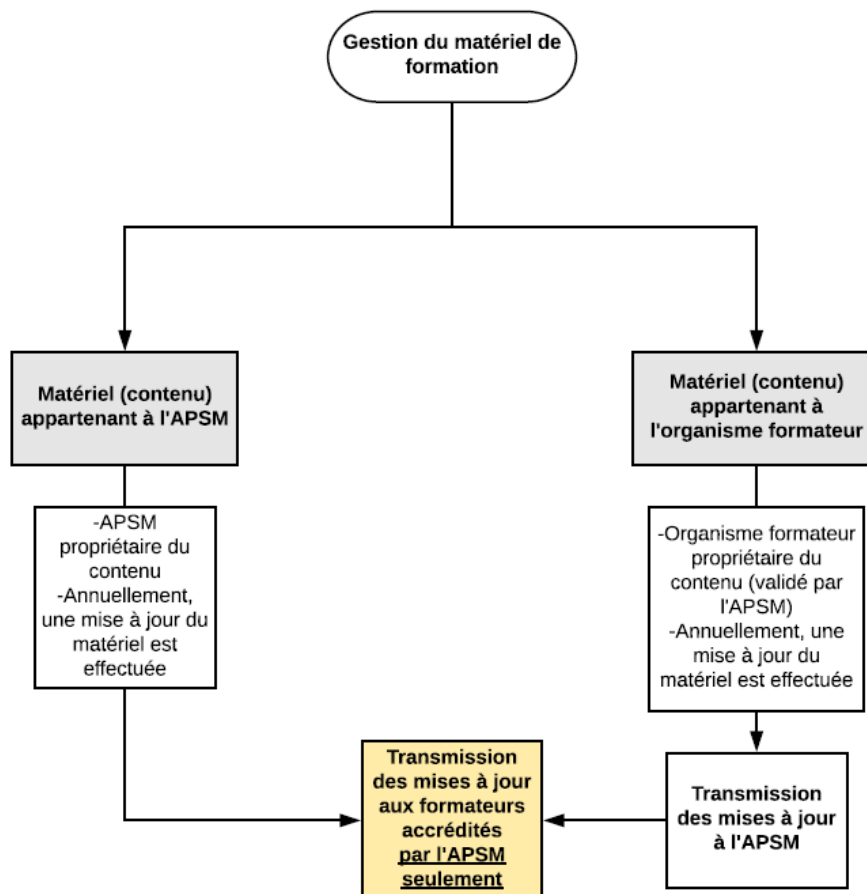 Gestion du matériel de
formation
Matériel (contenu)
appartenant à l'APSM
Matériel (contenu)
appartenant à
l'organisme formateur
-APSM
propriétaire du
contenu
-Annuellement,
une mise à jour du
matériel est
effectuée
-Organisme formateur
propriétaire du
contenu (validé par
l'APSM)
-Annuellement, une
mise à jour du
matériel est effectuée
Transmission
des mises à jour
aux formateurs
accrédités
par l'APSM
seulement
Transmission
des mises à jour
à l'APSM